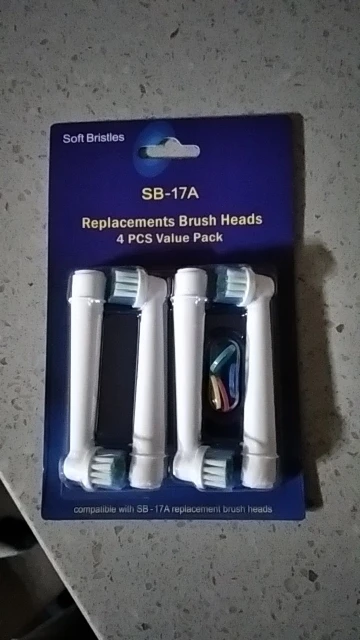 Soft Bristles
SB-17A
Replacements Brush Heads
4 PCS Value Pack
compatible with SB -17A replacement brush heads